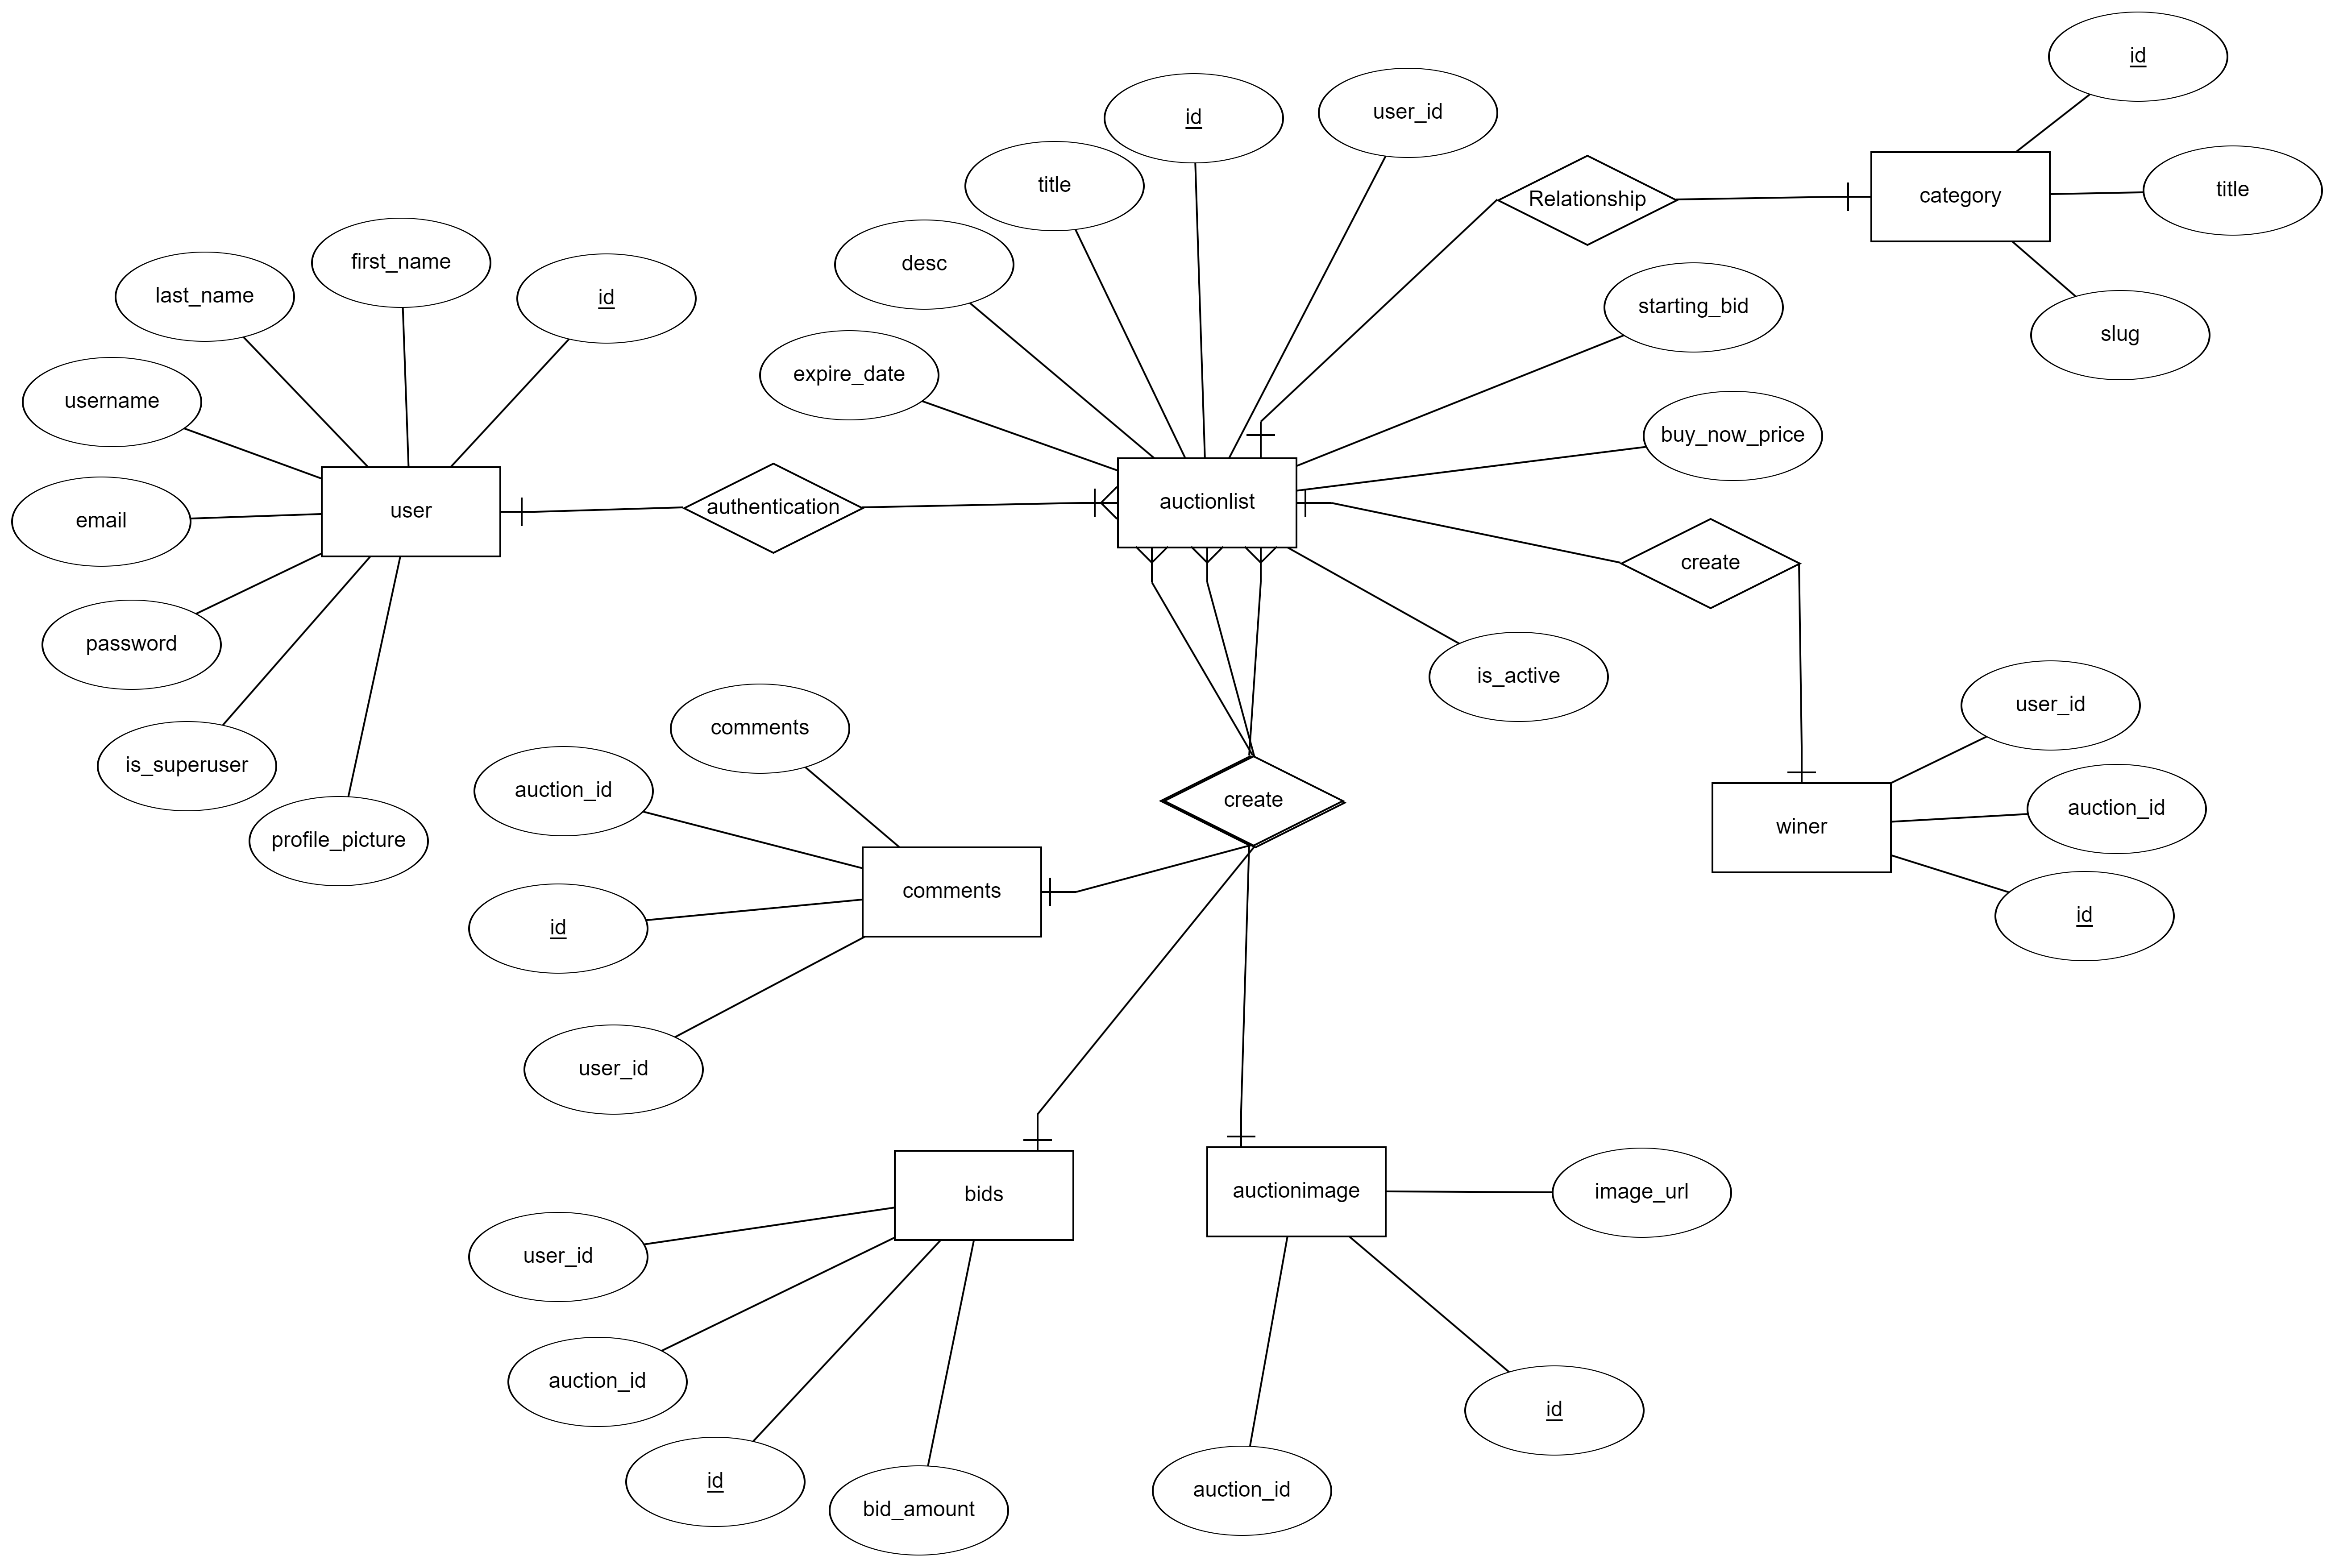 id
user_id
id
title
Relationship
category
title
desc
first_name
id
last_name
starting_bid
slug
expire_date
username
buy_now_price
user
authentication
auctionlist
email
create
password
is_active
user_id
comments
is_superuser
auction_id
create
auction_id
winer
profile_picture
comments
id
id
user_id
bids
auctionimage
image_url
user_id
auction_id
id
id
auction_id
bid_amount